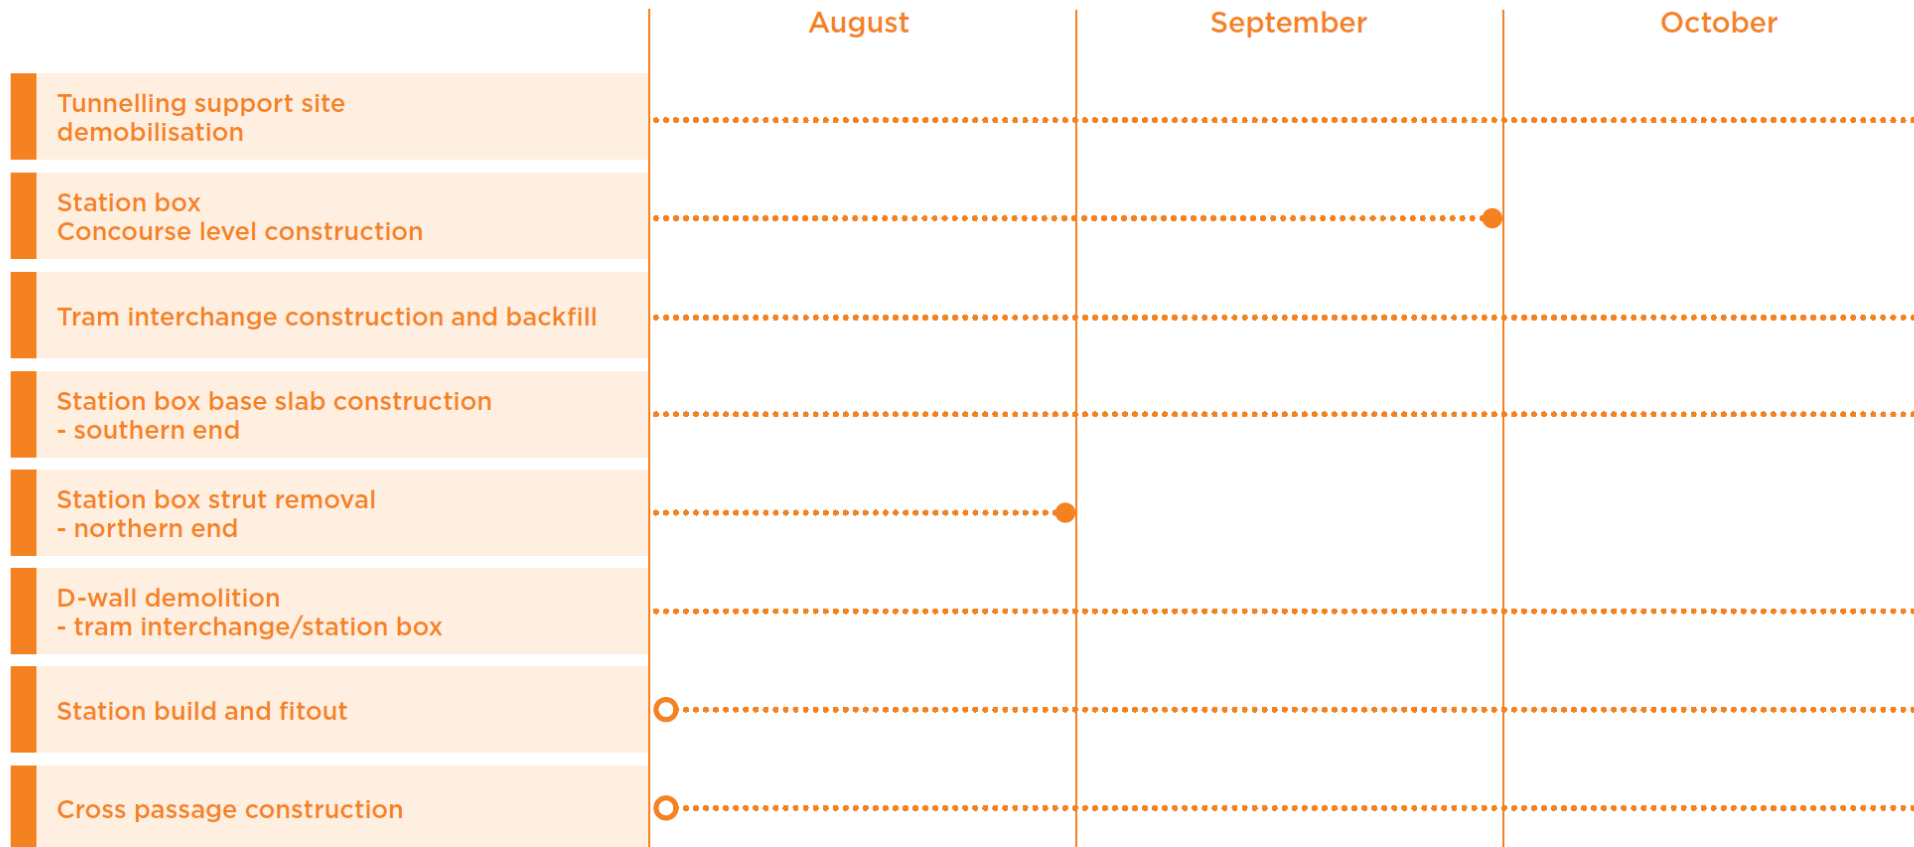 August
September
October
Tunnelling support site
demobilisation
Station box
Concourse level construction
Tram interchange construction and backfill
Station box base slab construction
- southern end
Station box strut removal
- northern end
D-wall demolition
- tram interchange/station box
Station build and fitout
Cross passage construction